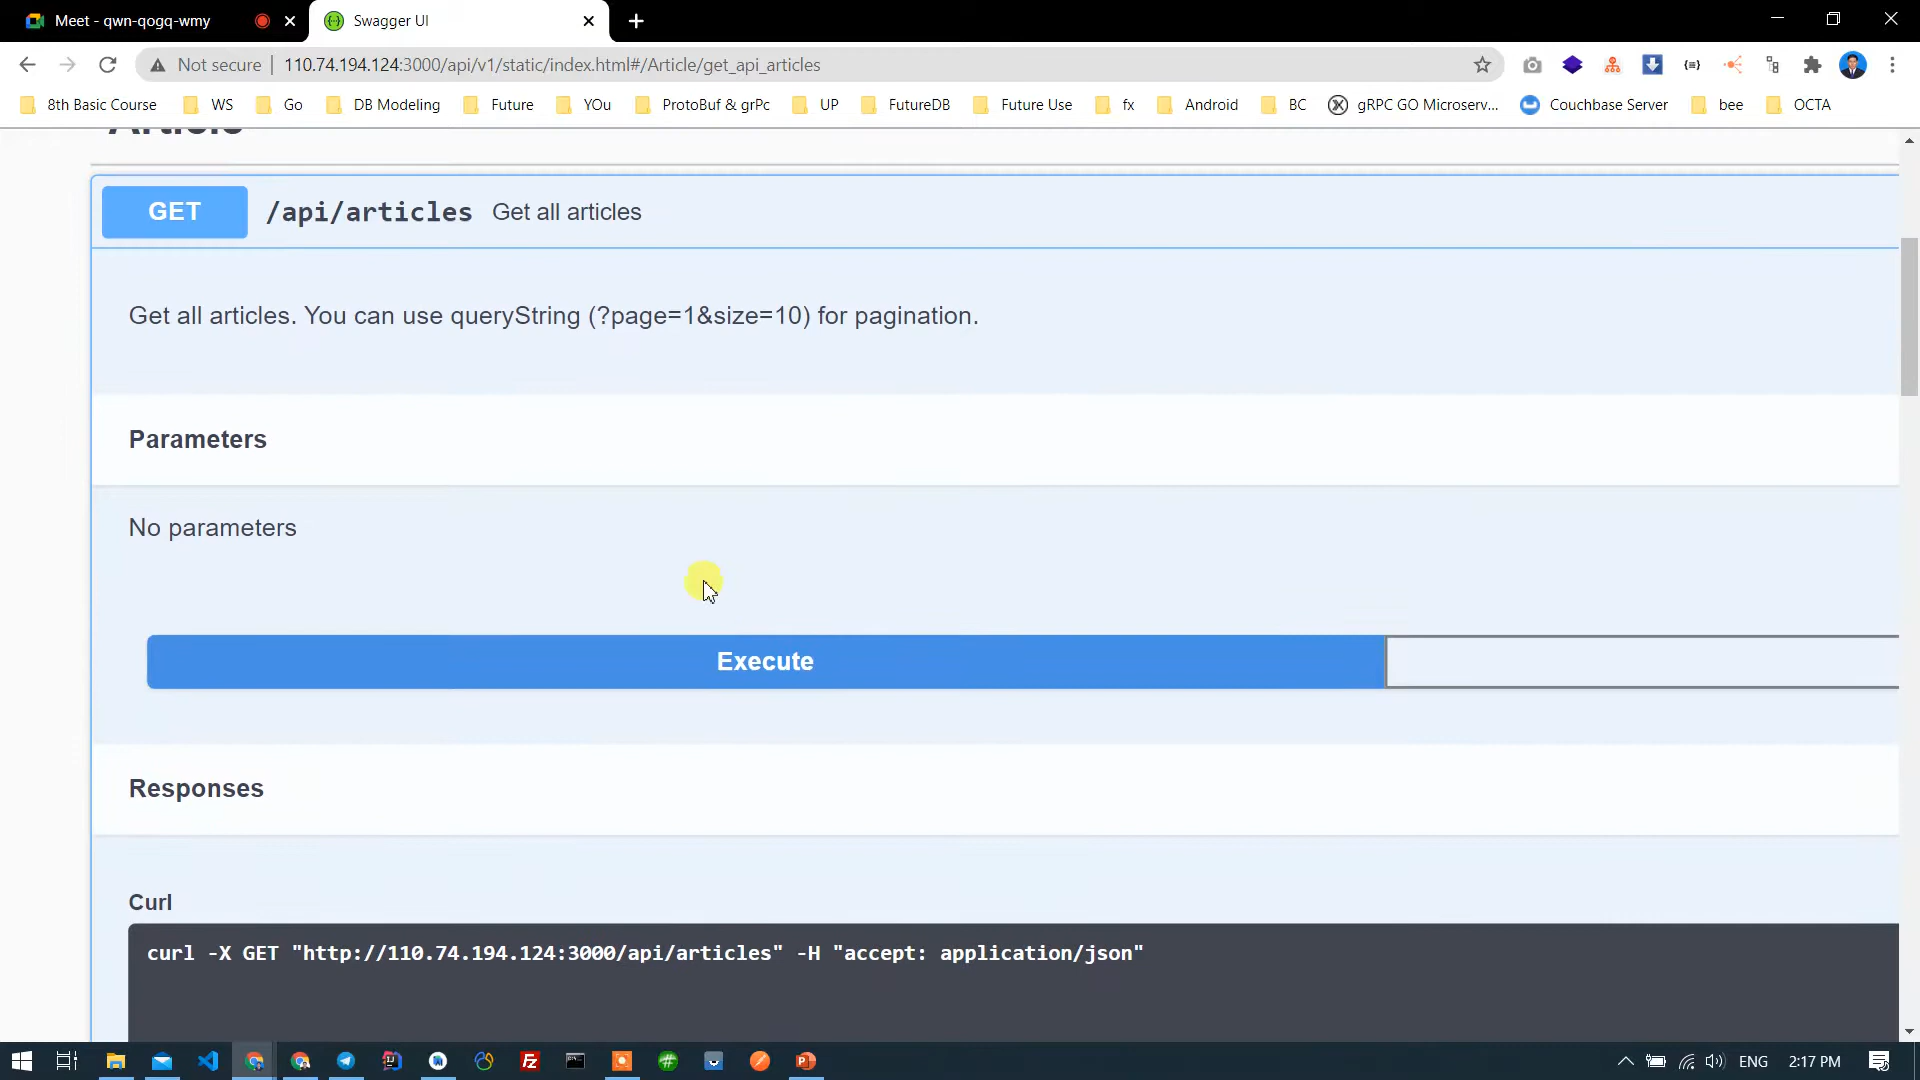 Meet - qwn-qogq-wmy
Swagger UI
Not secure
110.74.194.124:3000/api/v1/static/index.html#/Article/get_api_articles
8th Basic Course
WS
Go
DB Modeling
Future
YOu
ProtoBuf & grPc
UP
FutureDB
Future Use
fx
Android
BC
gRPC GO Microserv...
Couchbase Server
bee
OCTA
Article
GET /api/articles Get all articles
Get all articles. You can use queryString (?page=1&size=10) for pagination.
Parameters
No parameters
Execute
Responses
Curl
curl -X GET "http://110.74.194.124:3000/api/articles" -H "accept: application/json"
ENG
2:17 PM